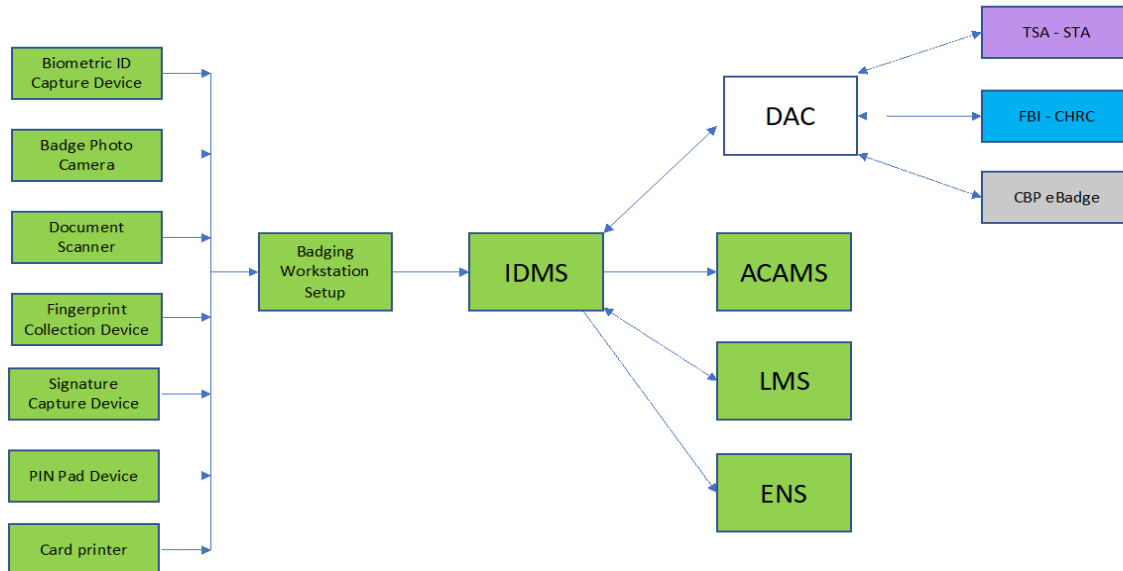 Biometric ID
Capture Device
Badge Photo
Camera
Document
Scanner
Fingerprint
Collection Device
Signature
Capture Device
PIN Pad Device
Card printer
Badging
Workstation
Setup
IDMS
DAC
ACAMS
LMS
ENS
TSA - STA
FBI - CHRC
CBP eBadge